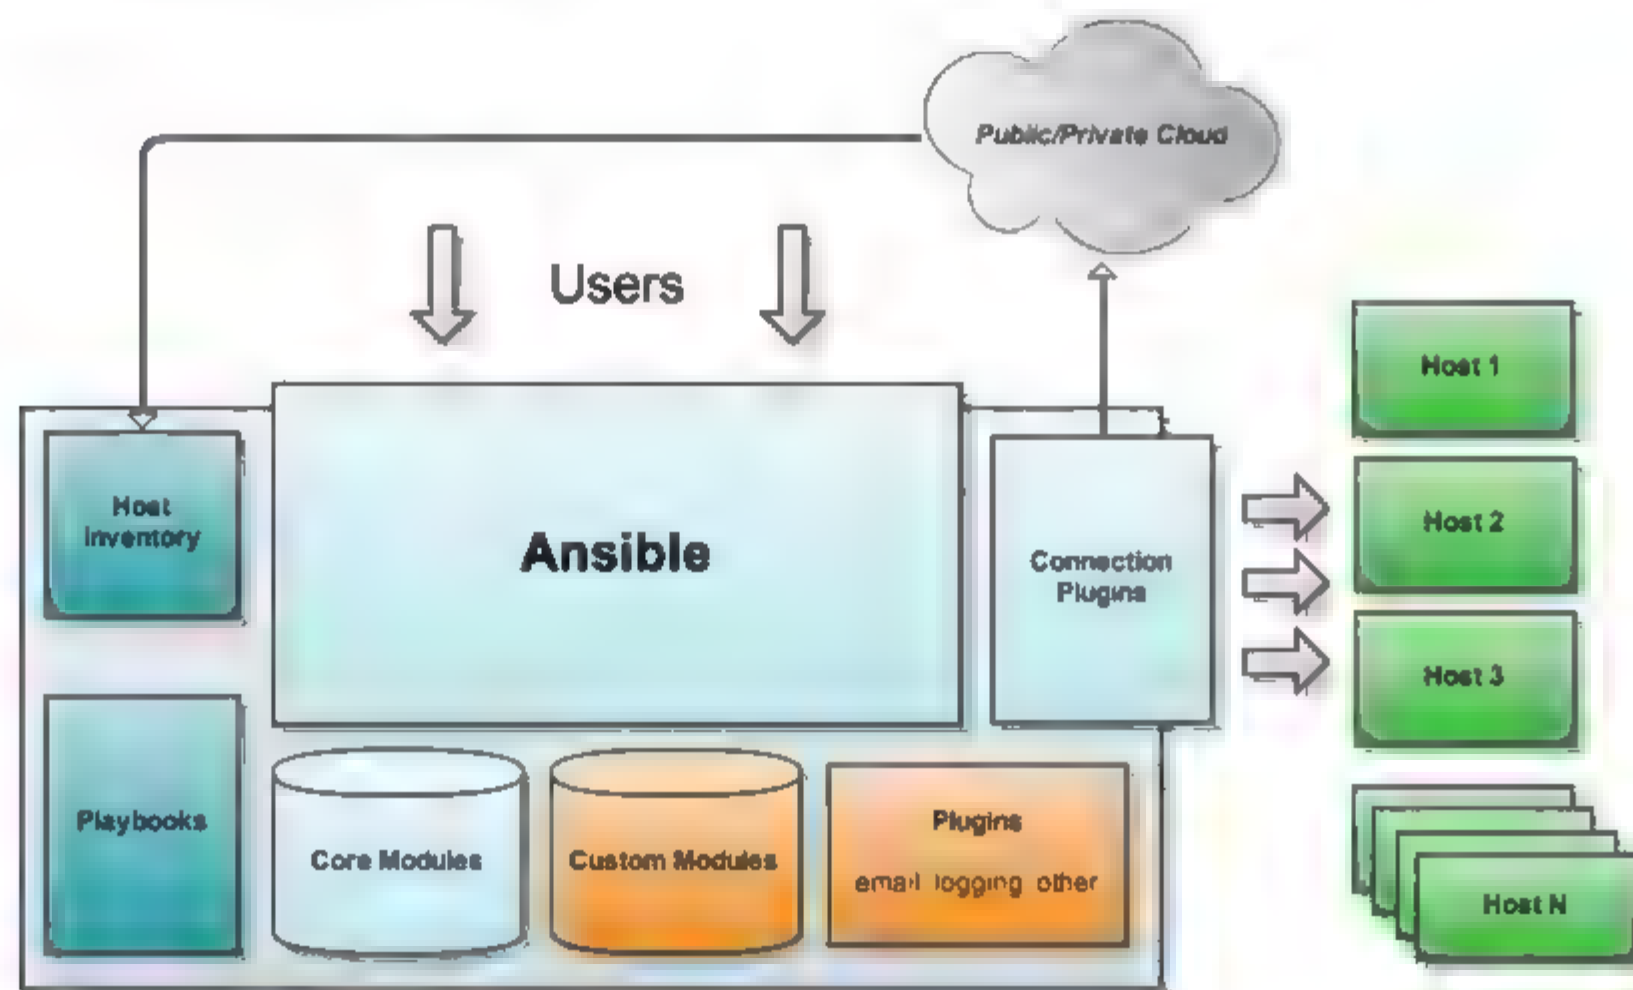 Public/Private Cloud
Users
Host 1
Host
Inventory
Ansible
Connection
Plugins
Host 2
Host 3
Playbooks
Core Modules
Custom Modules
Plugins
email logging other
Host N